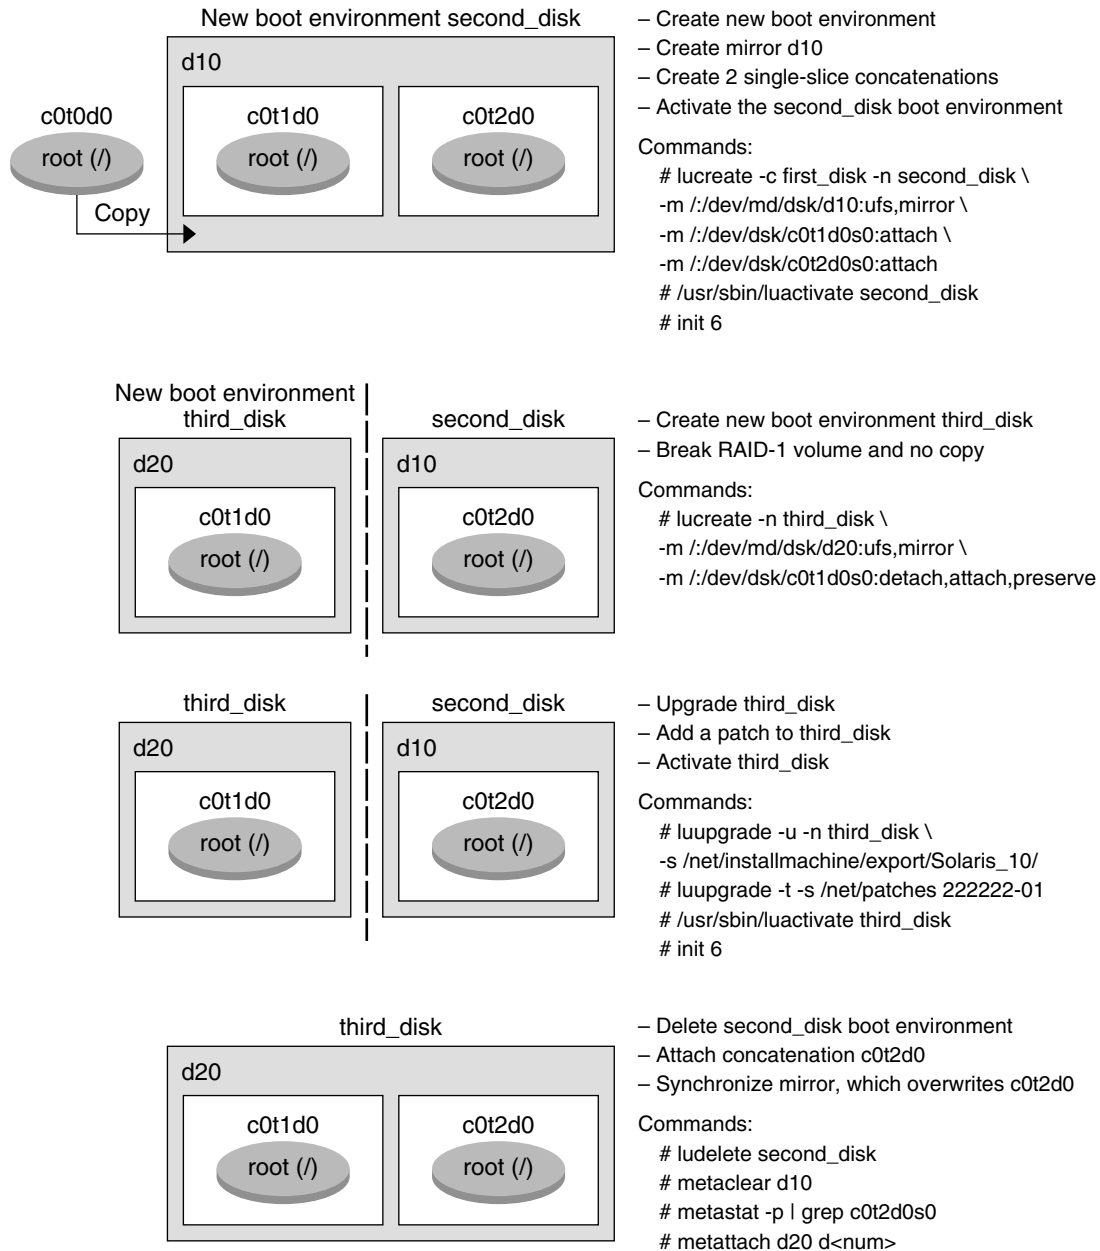 New boot environment second_disk
d10
c0t0d0
root (/)
Copy
c0t1d0
root (/)
c0t2d0
root (/)
– Create new boot environment
– Create mirror d10
– Create 2 single-slice concatenations
– Activate the second_disk boot environment
Commands:
# lucreate -c first_disk -n second_disk \
-m /:/dev/md/dsk/d10:ufs,mirror \
-m /:/dev/dsk/c0t1d0s0:attach \
-m /:/dev/dsk/c0t2d0s0:attach
# /usr/sbin/luactivate second_disk
# init 6
New boot environment
third_disk
d20
c0t1d0
root (/)
second_disk
d10
c0t2d0
root (/)
– Create new boot environment third_disk
– Break RAID-1 volume and no copy
Commands:
# lucreate -n third_disk \
-m /:/dev/md/dsk/d20:ufs,mirror \
-m /:/dev/dsk/c0t1d0s0:detach,attach,preserve
third_disk
d20
c0t1d0
root (/)
second_disk
d10
c0t2d0
root (/)
– Upgrade third_disk
– Add a patch to third_disk
– Activate third_disk
Commands:
# luupgrade -u -n third_disk \
-s /net/installmachine/export/Solaris_10/
# luupgrade -t -s /net/patches 222222-01
# /usr/sbin/luactivate third_disk
# init 6
third_disk
d20
c0t1d0
root (/)
c0t2d0
root (/)
– Delete second_disk boot environment
– Attach concatenation c0t2d0
– Synchronize mirror, which overwrites c0t2d0
Commands:
# ludelete second_disk
# metaclear d10
# metastat -p | grep c0t2d0s0
# metattach d20 d<num>